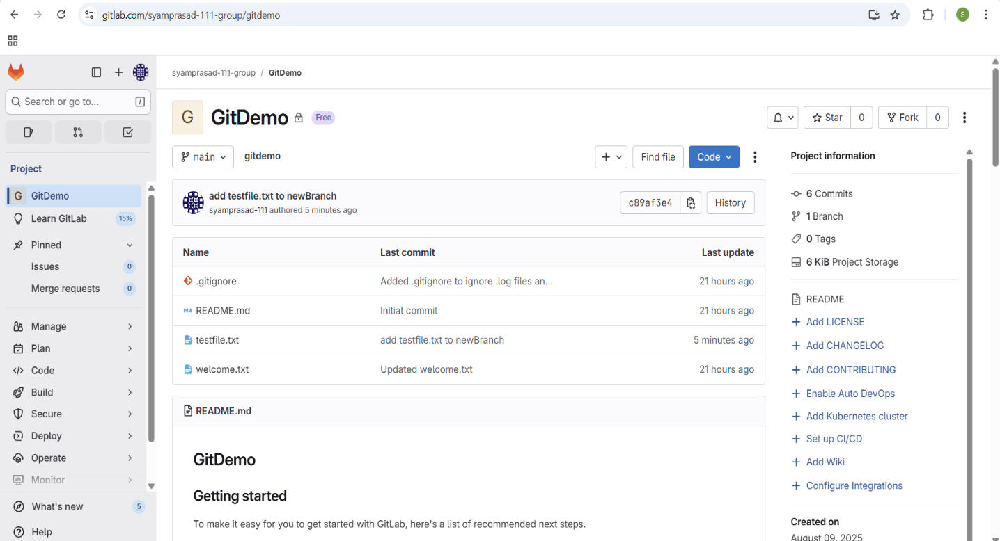 gitlab.com/syamprasad-111-group/gitdemo
S
syamprasad-111-group / GitDemo
Search or go to... /
Project
G GitDemo
Learn GitLab 15%
Pinned
Issues 0
Merge requests 0
Manage
Plan
Code
Build
Secure
Deploy
Operate
Monitor
What's new 5
Help
G GitDemo Free
Star 0 Fork 0
main gitdemo
Find file Code
add testfile.txt to newBranch
syamprasad-111 authored 5 minutes ago
c89af3e4 History
Name Last commit Last update
.gitignore Added .gitignore to ignore .log files an... 21 hours ago
README.md Initial commit 21 hours ago
testfile.txt add testfile.txt to newBranch 5 minutes ago
welcome.txt Updated welcome.txt 21 hours ago
README.md
GitDemo
Getting started
To make it easy for you to get started with GitLab, here's a list of recommended next steps.
Project information
6 Commits
1 Branch
0 Tags
6 KiB Project Storage
README
Add LICENSE
Add CHANGELOG
Add CONTRIBUTING
Enable Auto DevOps
Add Kubernetes cluster
Set up CI/CD
Add Wiki
Configure Integrations
Created on
August 09, 2025